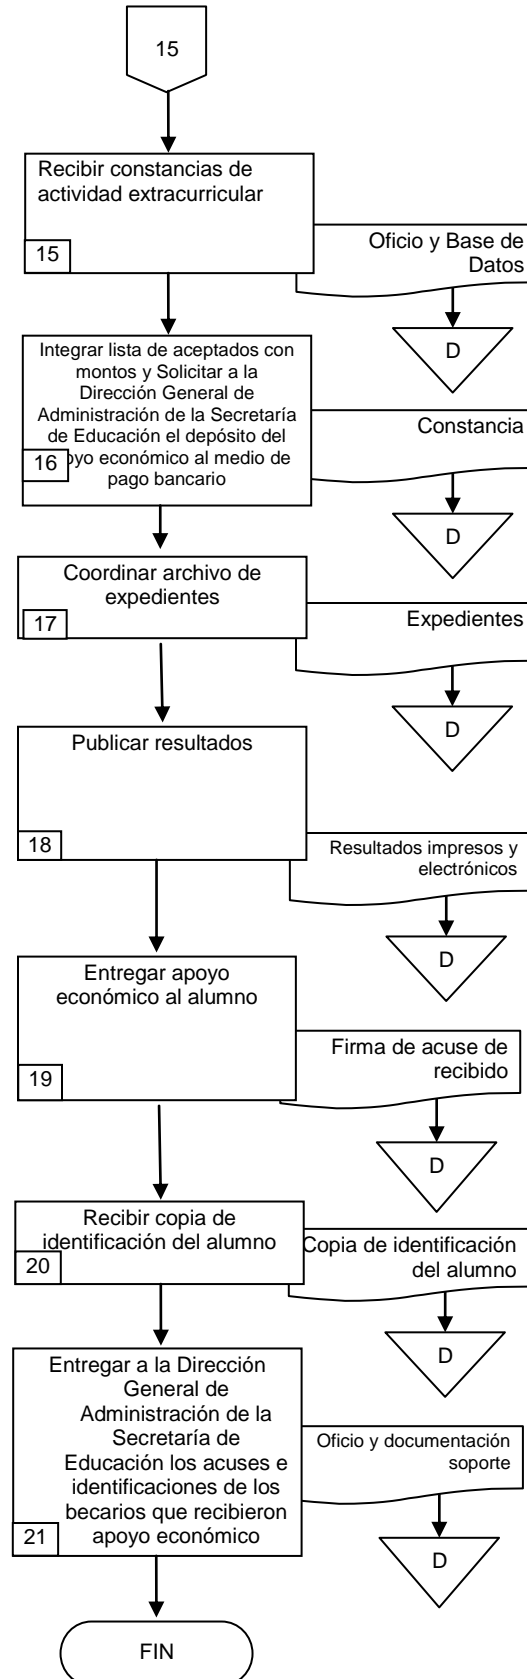 15
Recibir constancias de
actividad extracurricular
15
Oficio y Base de
Datos
D
Integrar lista de aceptados con
montos y Solicitar a la
Dirección General de
Administración de la Secretaría
de Educación el depósito del
oyo económico al medio de
pago bancario
16
Constancia
D
Coordinar archivo de
expedientes
17
Expedientes
D
Publicar resultados
18
Resultados impresos y
electrónicos
D
Entregar apoyo
económico al alumno
19
Firma de acuse de
recibido
D
Recibir copia de
identificación del alumno
20
Copia de identificación
del alumno
D
Entregar a la Dirección
General de
Administración de la
Secretaría de
Educación los acuses e
identificaciones de los
becarios que recibieron
apoyo económico
21
Oficio y documentación
soporte
D
FIN